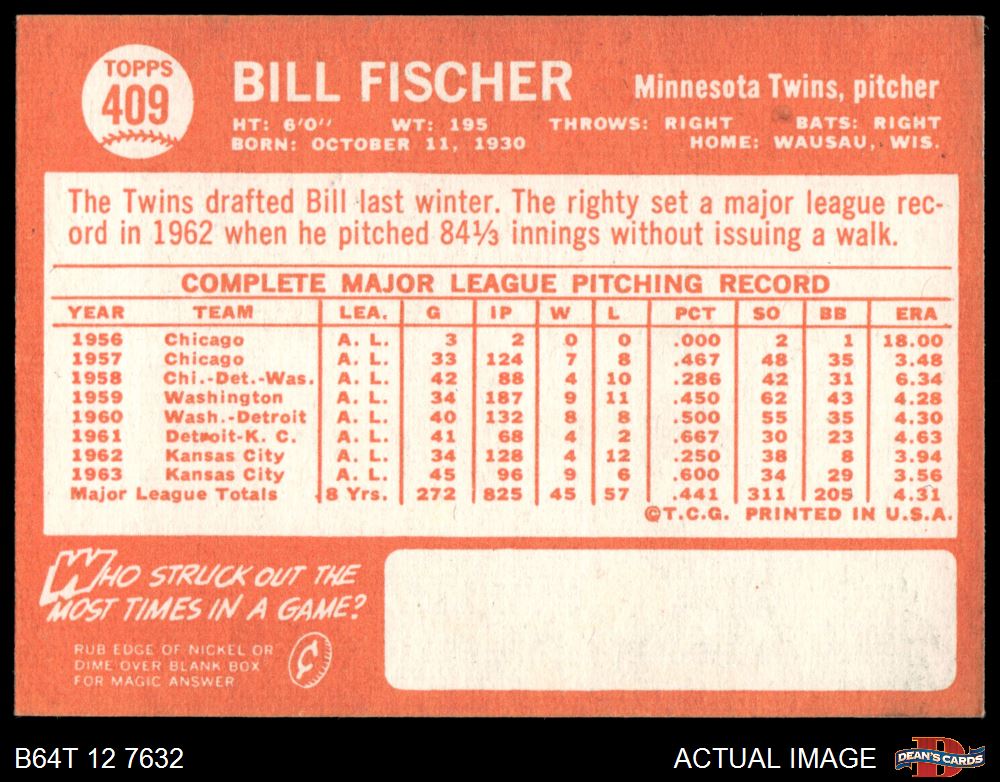 TOPPS
409
BILL FISCHER
Minnesota Twins, pitcher
HT: 6'0" WT: 195 THROWS: RIGHT BATS: RIGHT
BORN: OCTOBER 11, 1930 HOME: WAUSAU, WIS.
The Twins drafted Bill last winter. The righty set a major league rec-
ord in 1962 when he pitched 84⅓ innings without issuing a walk.
COMPLETE MAJOR LEAGUE PITCHING RECORD
YEAR TEAM LEA. G IP W L PCT SO BB ERA
1956 Chicago A. L. 3 2 0 0 .000 2 1 18.00
1957 Chicago A. L. 33 124 7 8 .467 48 35 3.48
1958 Chi.-Det.-Was. A. L. 42 88 4 10 .286 42 31 6.34
1959 Washington A. L. 34 187 9 11 .450 62 43 4.28
1960 Wash.-Detroit A. L. 40 132 8 8 .500 55 35 4.30
1961 Detroit-K. C. A. L. 41 68 4 2 .667 30 23 4.63
1962 Kansas City A. L. 34 128 4 12 .250 38 8 3.94
1963 Kansas City A. L. 45 96 9 6 .600 34 29 3.56
Major League Totals 8 Yrs. 272 825 45 57 .441 311 205 4.31
©T.C.G. PRINTED IN U.S.A.
WHO STRUCK OUT THE
MOST TIMES IN A GAME?
RUB EDGE OF NICKEL OR
DIME OVER BLANK BOX
FOR MAGIC ANSWER
B64T 12 7632
ACTUAL IMAGE
D
DEAN'S CARDS